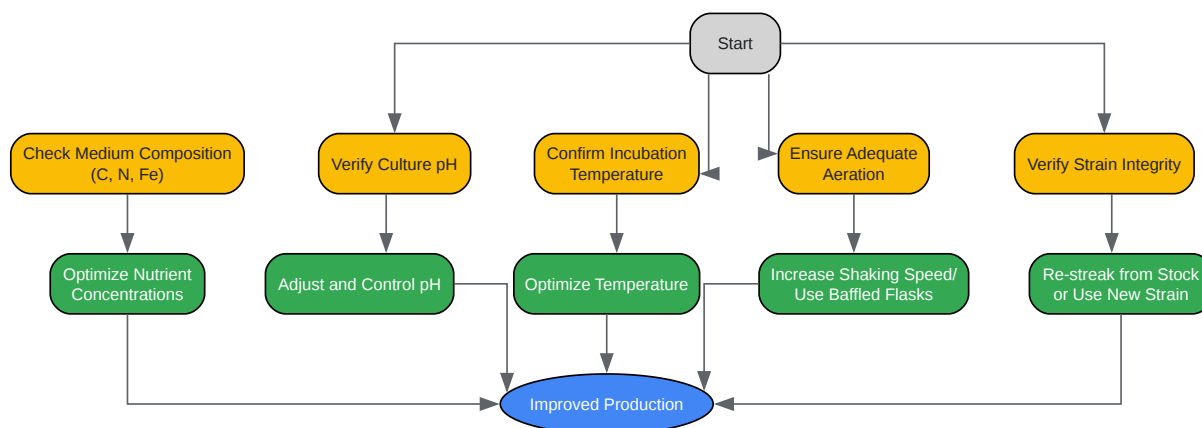 Start
Check Medium Composition
(C, N, Fe)
Verify Culture pH
Confirm Incubation
Temperature
Ensure Adequate
Aeration
Verify Strain Integrity
Optimize Nutrient
Concentrations
Adjust and Control pH
Optimize Temperature
Increase Shaking Speed/
Use Baffled Flasks
Re-streak from Stock
or Use New Strain
Improved Production